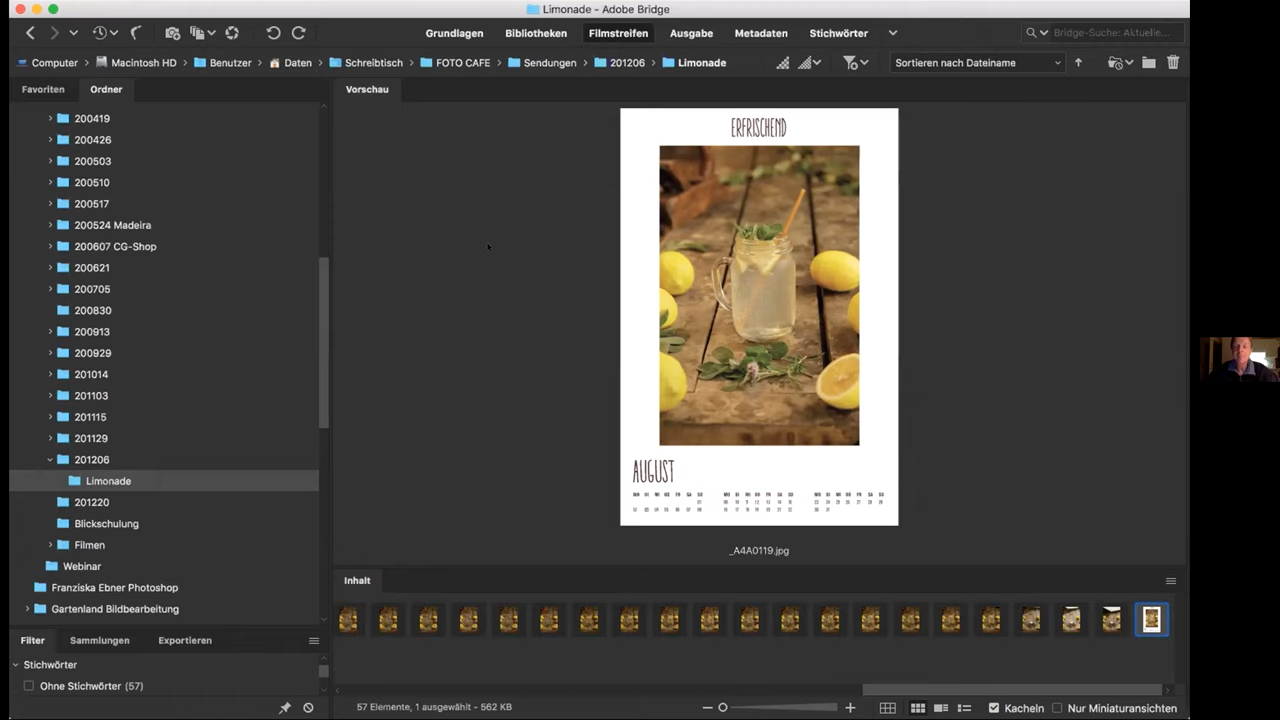 Limonade – Adobe Bridge
Grundlagen Bibliotheken Filmstreifen Ausgabe Metadaten Stichwörter
Bridge-Suche: Aktuelle...
Computer Macintosh HD Benutzer Daten Schreibtisch FOTO CAFE Sendungen 201206 Limonade
Sortieren nach Dateiname
Favoriten Ordner
Vorschau
200419
200426
200503
200510
200517
200524 Madeira
200607 CG-Shop
200621
200705
200830
200913
200929
201014
201103
201115
201129
201206
Limonade
201220
Blickschulung
Filmen
Webinar
Franziska Ebner Photoshop
Gartenland Bildbearbeitung
ERFRISCHEND
AUGUST
_A4A0119.jpg
Inhalt
Filter Sammlungen Exportieren
Stichwörter
Ohne Stichwörter (57)
57 Elemente, 1 ausgewählt - 562 KB
Kacheln
Nur Miniaturansichten